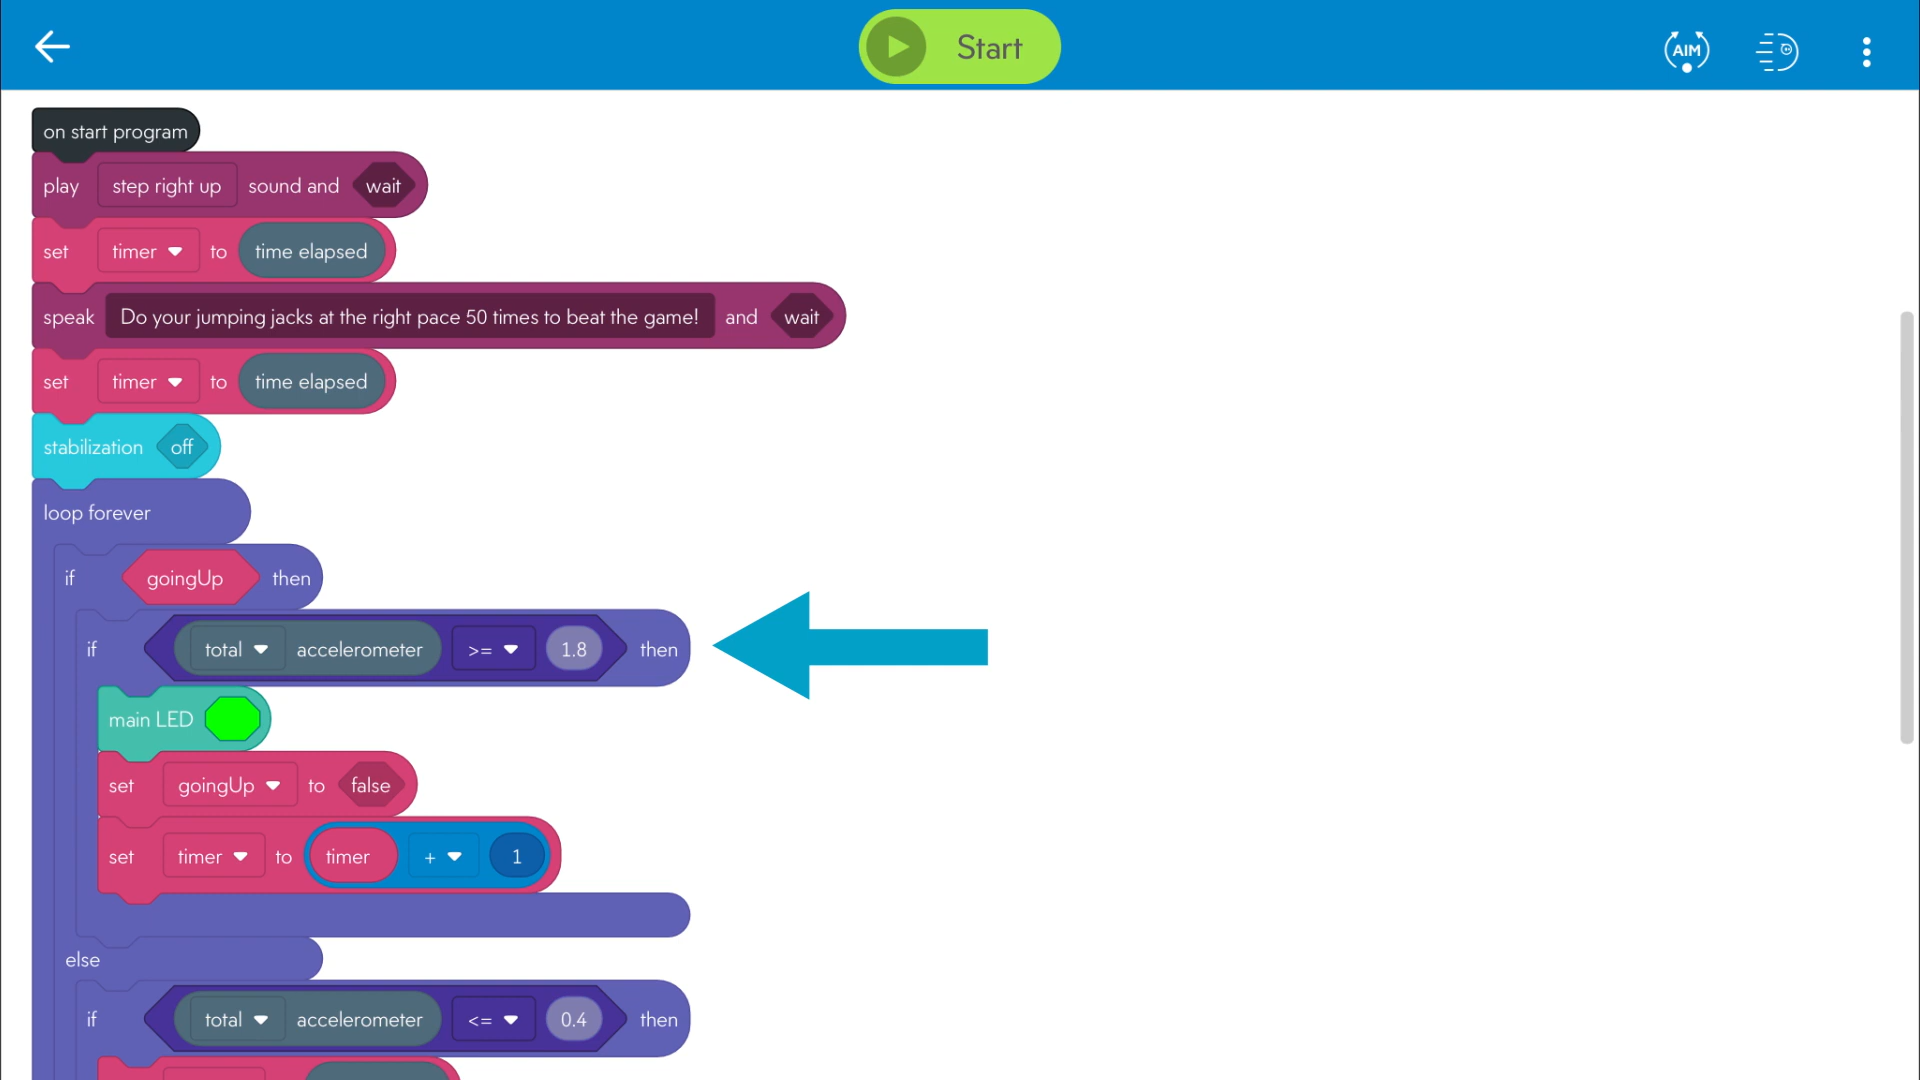 Start
AIM
on start program
play step right up sound and wait
set timer to time elapsed
speak Do your jumping jacks at the right pace 50 times to beat the game! and wait
set timer to time elapsed
stabilization off
loop forever
if goingUp then
if total accelerometer >= 1.8 then
main LED
set goingUp to false
set timer to timer + 1
else
if total accelerometer <= 0.4 then